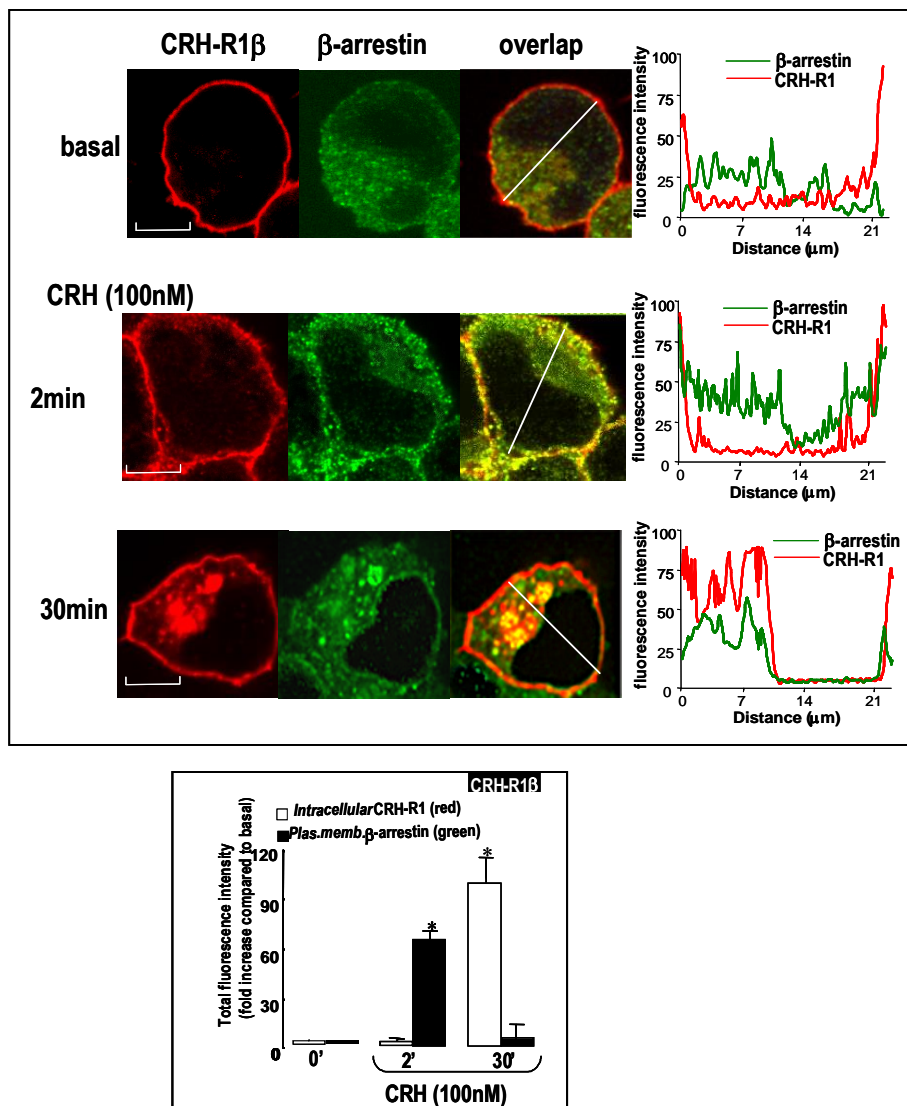 CRH-R1β β-arrestin overlap
basal
β-arrestin
CRH-R1
fluorescence intensity
100
75
50
25
0
0 7 14 21
Distance (μm)
CRH (100nM)
2min
β-arrestin
CRH-R1
fluorescence intensity
100
75
50
25
0
0 7 14 21
Distance (μm)
30min
β-arrestin
CRH-R1
fluorescence intensity
100
75
50
25
0
0 7 14 21
Distance (μm)
CRH-R1β
Intracellular CRH-R1 (red)
Plas.memb. β-arrestin (green)
Total fluorescence intensity
(fold increase compared to basal)
120
90
60
30
0
* *
0' 2' 30'
CRH (100nM)